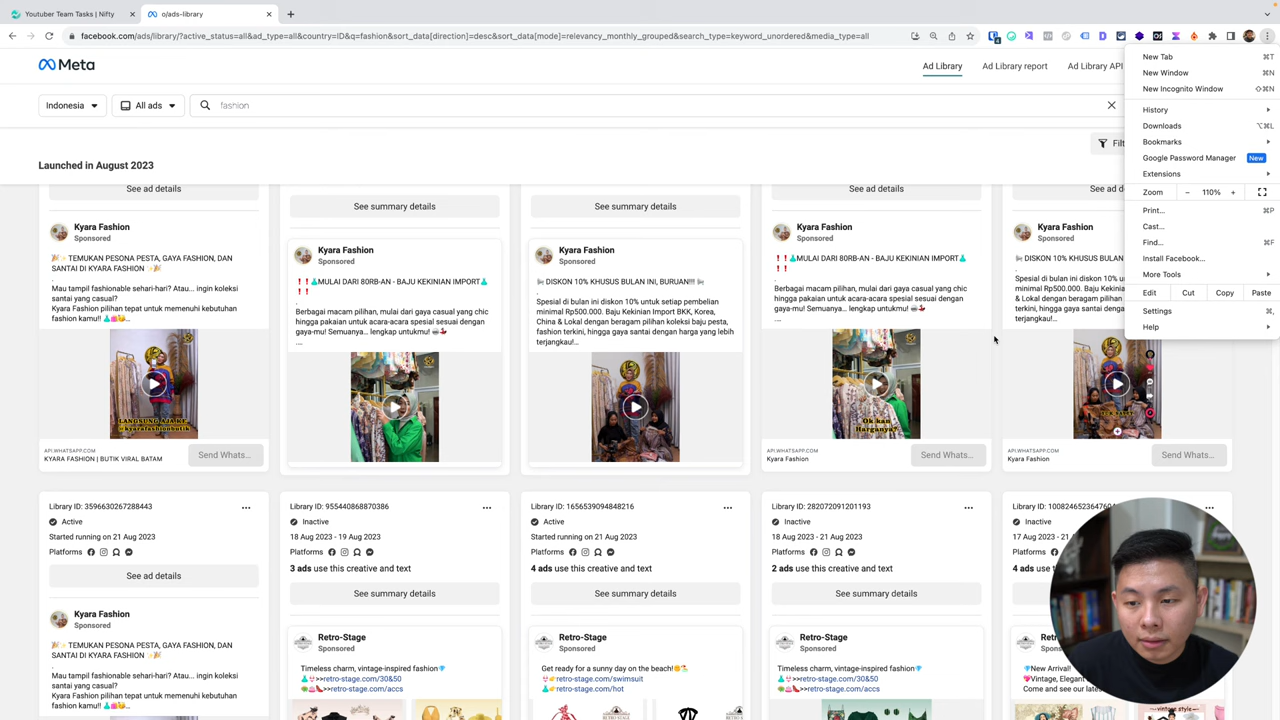 Youtuber Team Tasks | Nifty
o/ads-library
facebook.com/ads/library/?active_status=all&ad_type=all&country=ID&q=fashion&sort_data[direction]=desc&sort_data[mode]=relevancy_monthly_grouped&search_type=keyword_unordered&media_type=all
Meta
Ad Library
Ad Library report
Ad Library API
Indonesia
All ads
fashion
Launched in August 2023
New Tab ⌘T
New Window ⌘N
New Incognito Window ⇧⌘N
History
Downloads ⌥⌘L
Bookmarks
Google Password Manager New
Extensions
Zoom − 110% +
Print... ⌘P
Cast...
Find... ⌘F
Install Facebook...
More Tools
Edit Cut Copy Paste
Settings ⌘,
Help
See ad details
Kyara Fashion
Sponsored
TEMUKAN PESONA PESTA, GAYA FASHION, DAN
SANTAI DI KYARA FASHION
.
Mau tampil fashionable sehari-hari? Atau... ingin koleksi
santai yang casual?
Kyara Fashion pilihan tepat untuk memenuhi kebutuhan
fashion kamu!!
LANGSUNG AJA KE
@kyarafashionbutik
API.WHATSAPP.COM
KYARA FASHION | BUTIK VIRAL BATAM
Send Whats...
See summary details
Kyara Fashion
Sponsored
❗❗MULAI DARI 80RB-AN - BAJU KEKINIAN IMPORT
❗❗
.
Berbagai macam pilihan, mulai dari gaya casual yang chic
hingga pakaian untuk acara-acara spesial sesuai dengan
gaya-mu! Semuanya... lengkap untukmu!
...
See summary details
Kyara Fashion
Sponsored
DISKON 10% KHUSUS BULAN INI, BURUAN!!!
.
Spesial di bulan ini diskon 10% untuk setiap pembelian
minimal Rp500.000. Baju Kekinian Import BKK, Korea,
China & Lokal dengan beragam pilihan koleksi baju pesta,
fashion terkini, hingga gaya santai dengan harga yang lebih
terjangkau!...
See ad details
Kyara Fashion
Sponsored
❗❗MULAI DARI 80RB-AN - BAJU KEKINIAN IMPORT
❗❗
.
Berbagai macam pilihan, mulai dari gaya casual yang chic
hingga pakaian untuk acara-acara spesial sesuai dengan
gaya-mu! Semuanya... lengkap untukmu!
...
Ok kan
Harganya?
API.WHATSAPP.COM
Kyara Fashion
Send Whats...
See ad
Kyara Fashion
Sponsored
DISKON 10% KHUSUS
.
Spesial di bulan ini diskon
minimal Rp500.000. Baju
& Lokal dengan beragam
terkini, hingga gaya santai
terjangkau!...
API.WHATSAPP.COM
Kyara Fashion
Send Whats...
Library ID: 3596630267288443
Active
Started running on 21 Aug 2023
Platforms
See ad details
Kyara Fashion
Sponsored
TEMUKAN PESONA PESTA, GAYA FASHION, DAN
SANTAI DI KYARA FASHION
.
Mau tampil fashionable sehari-hari? Atau... ingin koleksi
santai yang casual?
Kyara Fashion pilihan tepat untuk memenuhi kebutuhan
fashion kamu!!
Library ID: 955440868870386
Inactive
18 Aug 2023 - 19 Aug 2023
Platforms
3 ads use this creative and text
See summary details
Retro-Stage
Sponsored
Timeless charm, vintage-inspired fashion
>>retro-stage.com/30&50
>>retro-stage.com/accs
Library ID: 1656539094848216
Active
Started running on 21 Aug 2023
Platforms
4 ads use this creative and text
See summary details
Retro-Stage
Sponsored
Get ready for a sunny day on the beach!
retro-stage.com/swimsuit
retro-stage.com/hot
Library ID: 282072091201193
Inactive
18 Aug 2023 - 21 Aug 2023
Platforms
2 ads use this creative and text
See summary details
Retro-Stage
Sponsored
Timeless charm, vintage-inspired fashion
>>retro-stage.com/30&50
>>retro-stage.com/accs
Inactive
17 Aug 2023 - 21
Platforms
4 ads use this
Sponsored
New Arrival!
Vintage, Elegant
Come and see our
vintage style